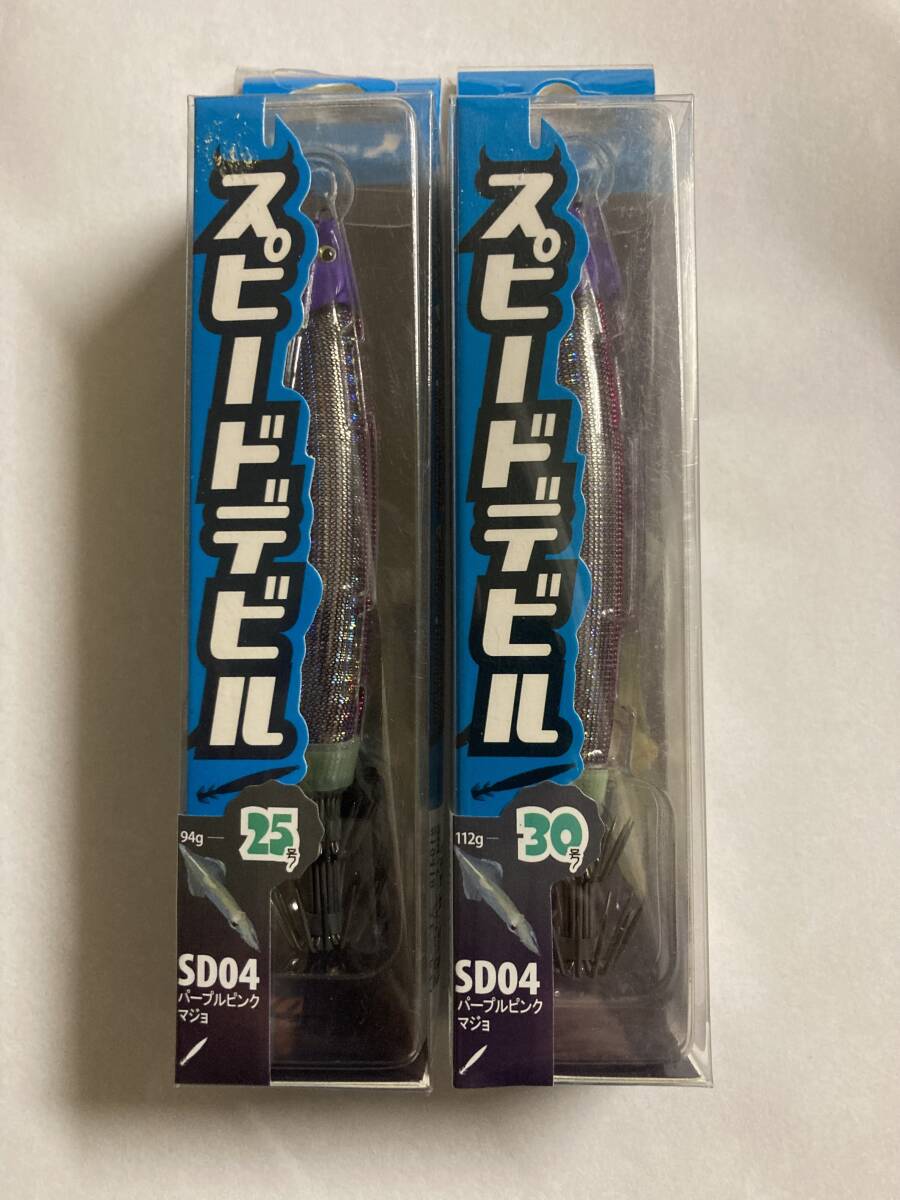 スピードデビル
94g
25号
SD04
パープルピンク
マジョ
スピードデビル
112g
30号
SD04
パープルピンク
マジョ